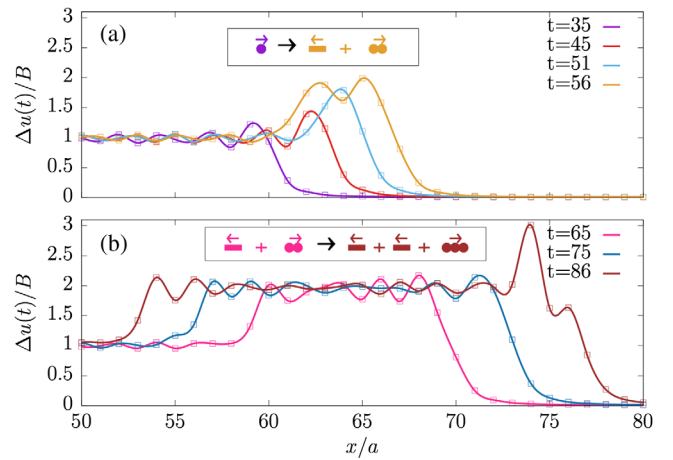 (a)
+
t=35
t=45
t=51
t=56
Δu(t)/B
3
2.5
2
1.5
1
0.5
0
(b)
+ + +
t=65
t=75
t=86
Δu(t)/B
3
2.5
2
1.5
1
0.5
0
50 55 60 65 70 75 80
x/a